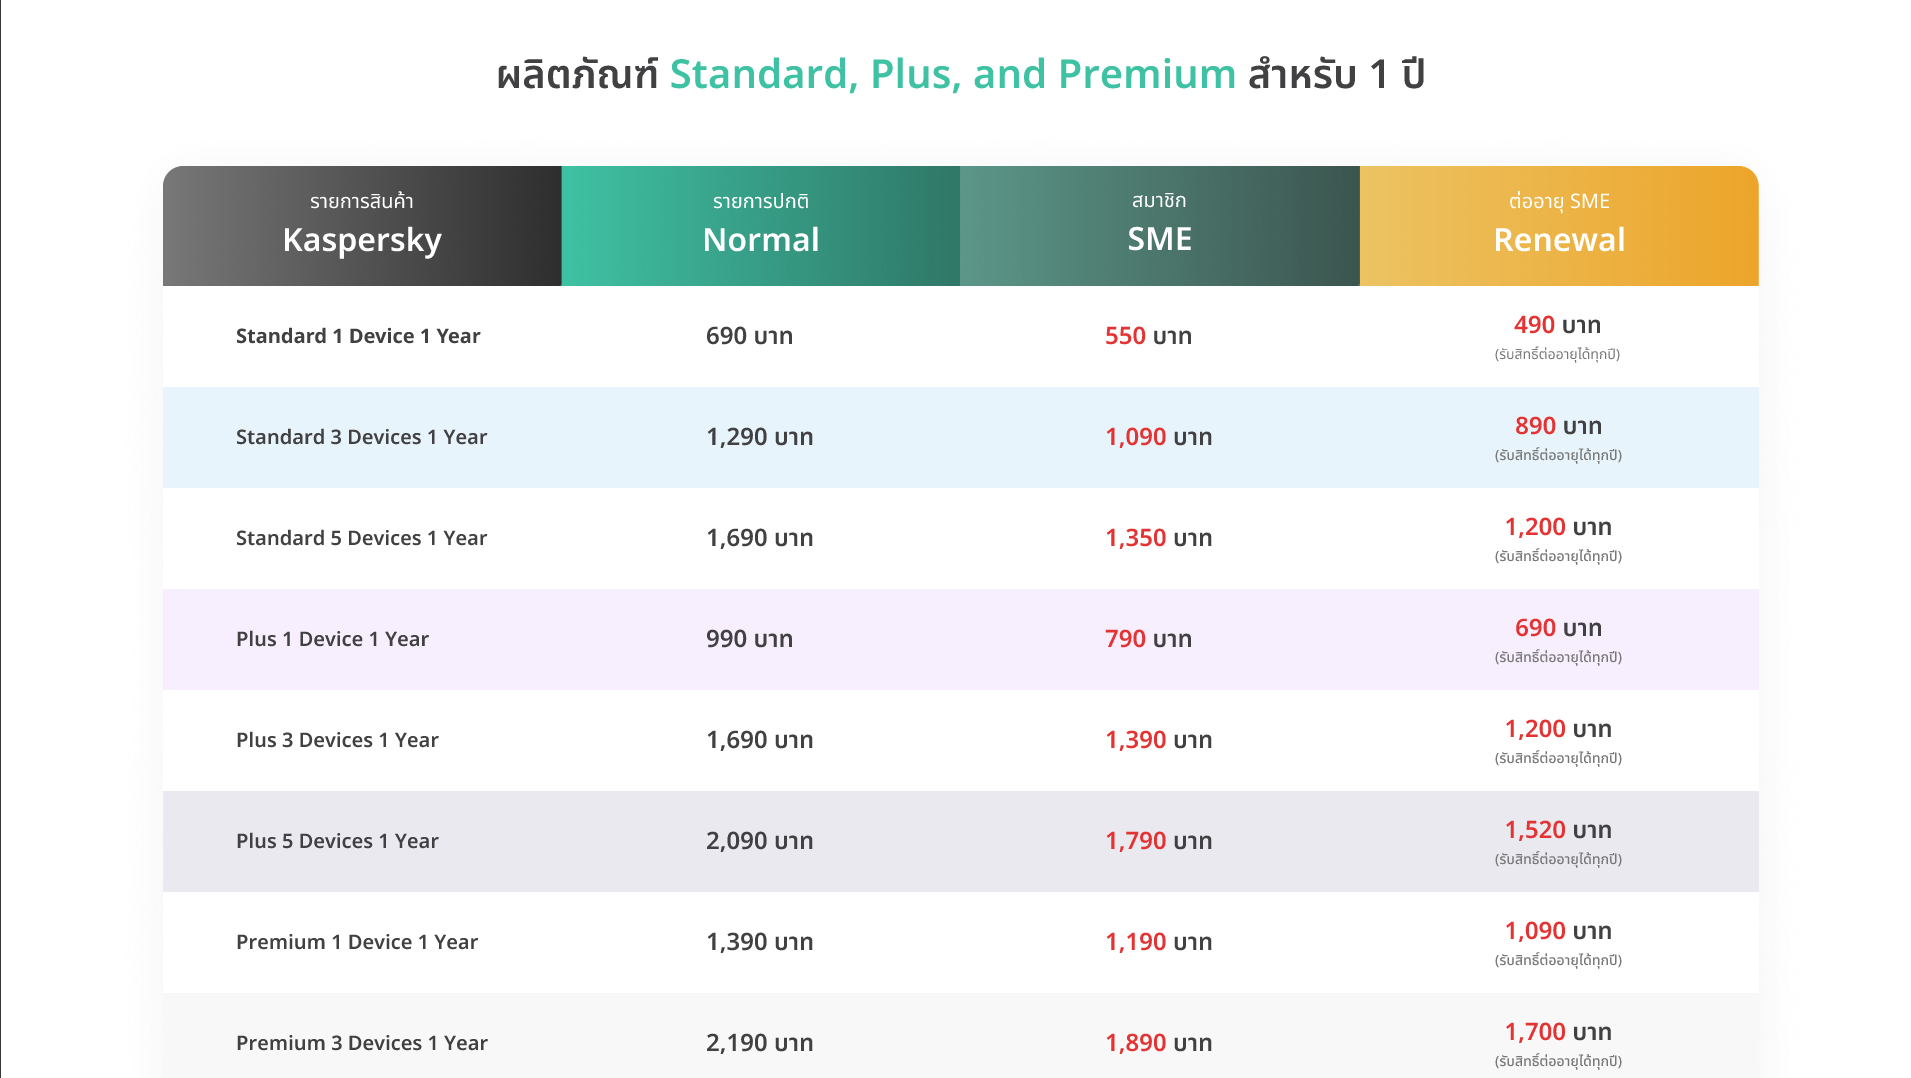 ผลิตภัณฑ์ Standard, Plus, and Premium สำหรับ 1 ปี
รายการสินค้า
Kaspersky
รายการปกติ
Normal
สมาชิก
SME
ต่ออายุ SME
Renewal
Standard 1 Device 1 Year
690 บาท
550 บาท
490 บาท
(รับสิทธิ์ต่ออายุได้ทุกปี)
Standard 3 Devices 1 Year
1,290 บาท
1,090 บาท
890 บาท
(รับสิทธิ์ต่ออายุได้ทุกปี)
Standard 5 Devices 1 Year
1,690 บาท
1,350 บาท
1,200 บาท
(รับสิทธิ์ต่ออายุได้ทุกปี)
Plus 1 Device 1 Year
990 บาท
790 บาท
690 บาท
(รับสิทธิ์ต่ออายุได้ทุกปี)
Plus 3 Devices 1 Year
1,690 บาท
1,390 บาท
1,200 บาท
(รับสิทธิ์ต่ออายุได้ทุกปี)
Plus 5 Devices 1 Year
2,090 บาท
1,790 บาท
1,520 บาท
(รับสิทธิ์ต่ออายุได้ทุกปี)
Premium 1 Device 1 Year
1,390 บาท
1,190 บาท
1,090 บาท
(รับสิทธิ์ต่ออายุได้ทุกปี)
Premium 3 Devices 1 Year
2,190 บาท
1,890 บาท
1,700 บาท
(รับสิทธิ์ต่ออายุได้ทุกปี)